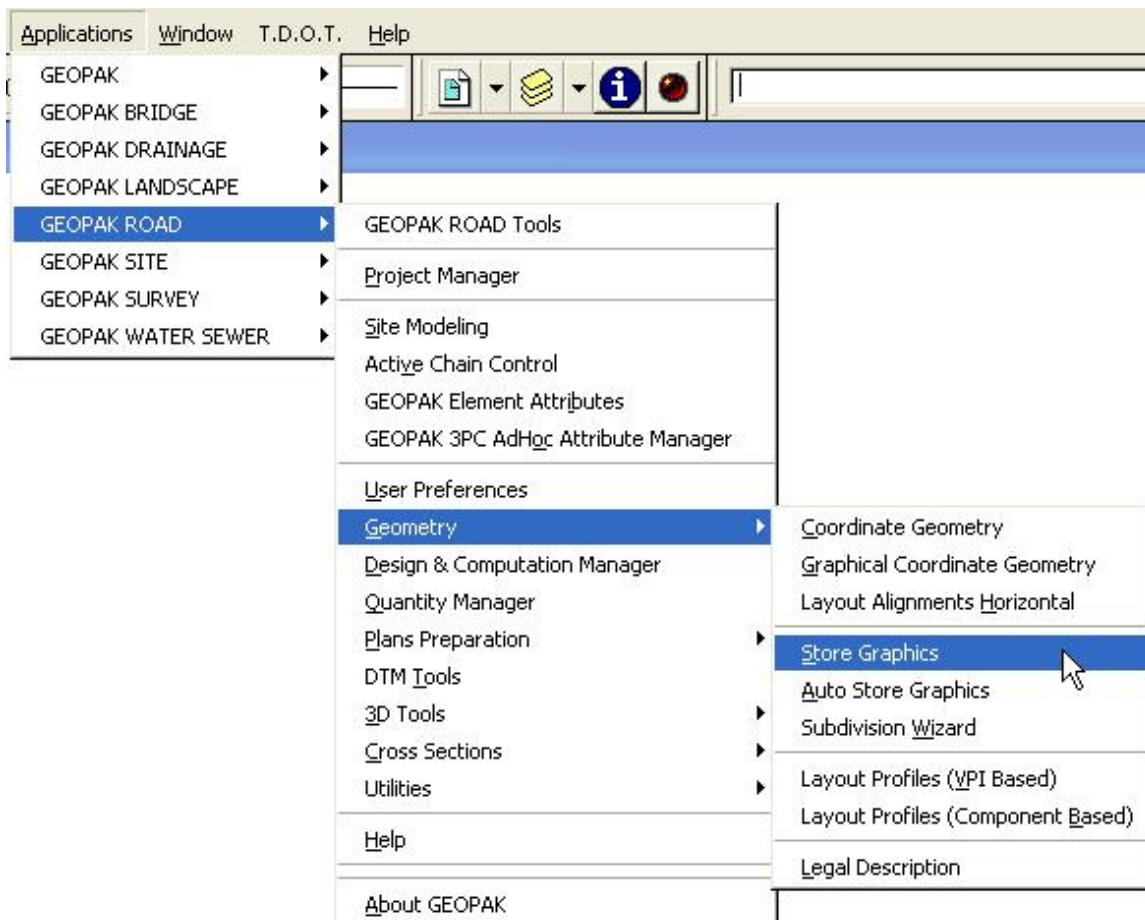 Applications Window T.D.O.T. Help
GEOPAK
GEOPAK BRIDGE
GEOPAK DRAINAGE
GEOPAK LANDSCAPE
GEOPAK ROAD
GEOPAK SITE
GEOPAK SURVEY
GEOPAK WATER SEWER
GEOPAK ROAD Tools
Project Manager
Site Modeling
Active Chain Control
GEOPAK Element Attributes
GEOPAK 3PC AdHoc Attribute Manager
User Preferences
Geometry
Design & Computation Manager
Quantity Manager
Plans Preparation
DTM Tools
3D Tools
Cross Sections
Utilities
Help
About GEOPAK
Coordinate Geometry
Graphical Coordinate Geometry
Layout Alignments Horizontal
Store Graphics
Auto Store Graphics
Subdivision Wizard
Layout Profiles (VPI Based)
Layout Profiles (Component Based)
Legal Description